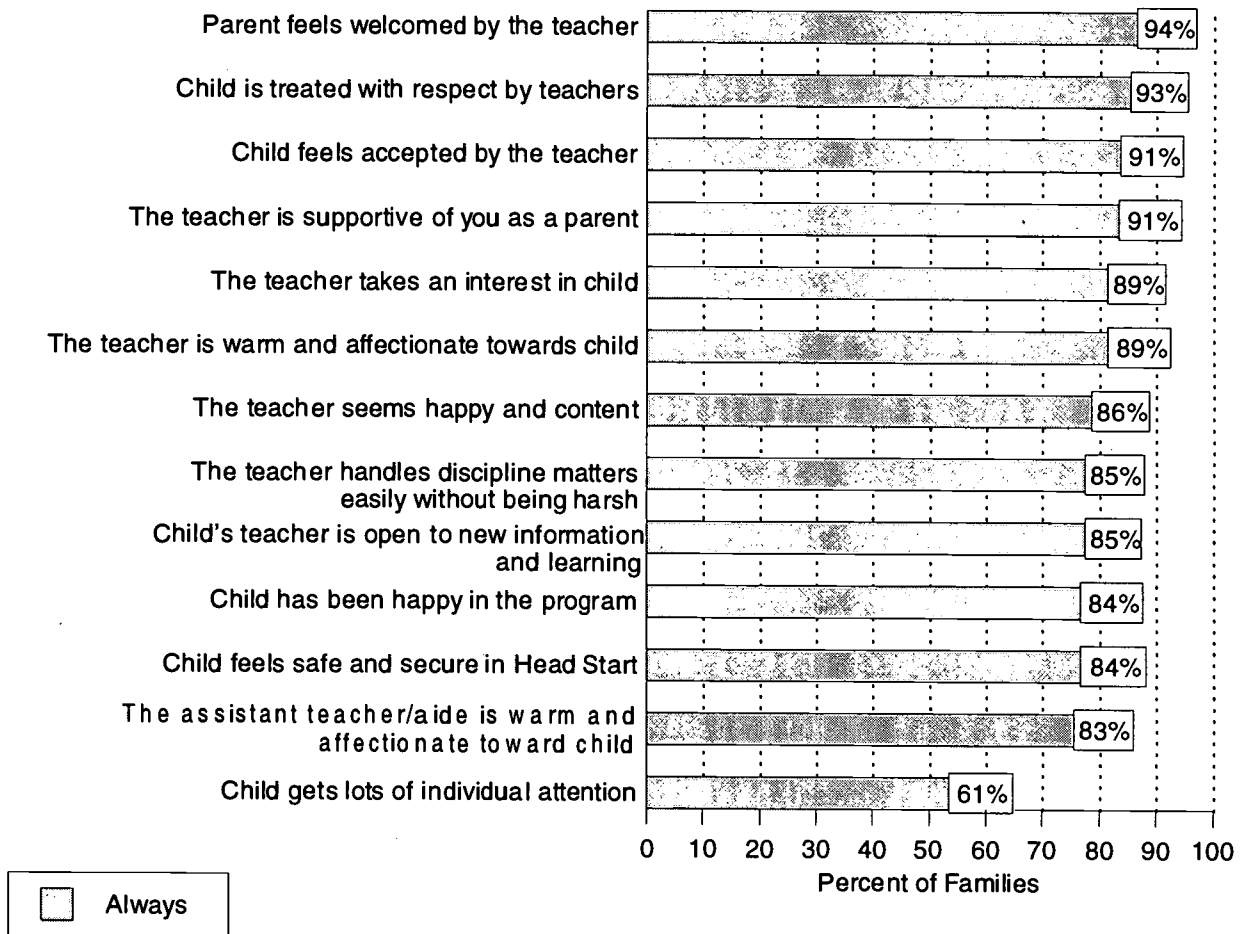 Parent feels welcomed by the teacher 94%
Child is treated with respect by teachers 93%
Child feels accepted by the teacher 91%
The teacher is supportive of you as a parent 91%
The teacher takes an interest in child 89%
The teacher is warm and affectionate towards child 89%
The teacher seems happy and content 86%
The teacher handles discipline matters
easily without being harsh 85%
Child's teacher is open to new information
and learning 85%
Child has been happy in the program 84%
Child feels safe and secure in Head Start 84%
The assistant teacher/aide is warm and
affectionate toward child 83%
Child gets lots of individual attention 61%
0 10 20 30 40 50 60 70 80 90 100
Percent of Families
Always